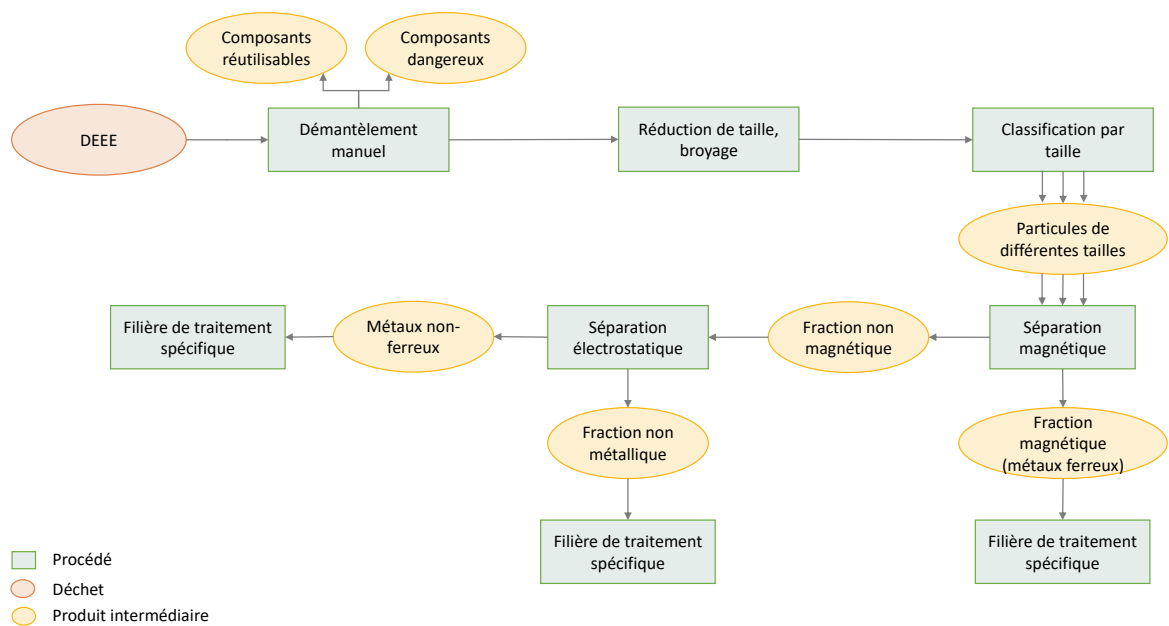 Composants
réutilisables
Composants
dangereux
DEEE
Démantèlement
manuel
Réduction de taille,
broyage
Classification par
taille
Particules de
différentes tailles
Filière de traitement
spécifique
Métaux non-
ferreux
Séparation
électrostatique
Fraction non
magnétique
Séparation
magnétique
Fraction non
métallique
Fraction
magnétique
(métaux ferreux)
Filière de traitement
spécifique
Filière de traitement
spécifique
Procédé
Déchet
Produit intermédiaire